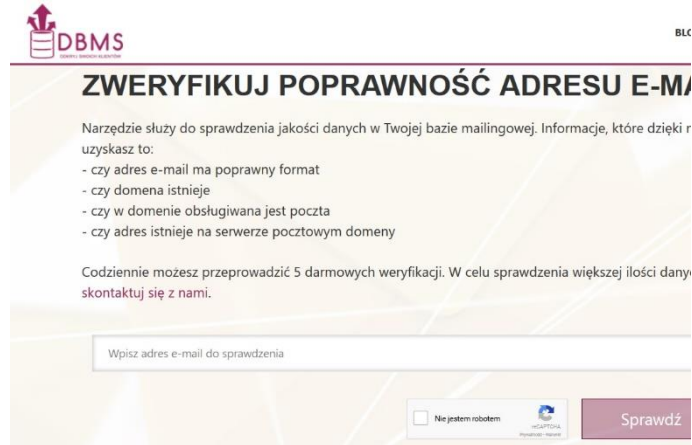 DBMS
BLO
ZWERYFIKUJ POPRAWNOŚĆ ADRESU E-MA
Narzędzie służy do sprawdzenia jakości danych w Twojej bazie mailingowej. Informacje, które dzięki n
uzyskasz to:
- czy adres e-mail ma poprawny format
- czy domena istnieje
- czy w domenie obsługiwana jest poczta
- czy adres istnieje na serwerze pocztowym domeny
Codziennie możesz przeprowadzić 5 darmowych weryfikacji. W celu sprawdzenia większej ilości dany
skontaktuj się z nami.
Wpisz adres e-mail do sprawdzenia
Nie jestem robotem
reCAPTCHA
Sprawdź